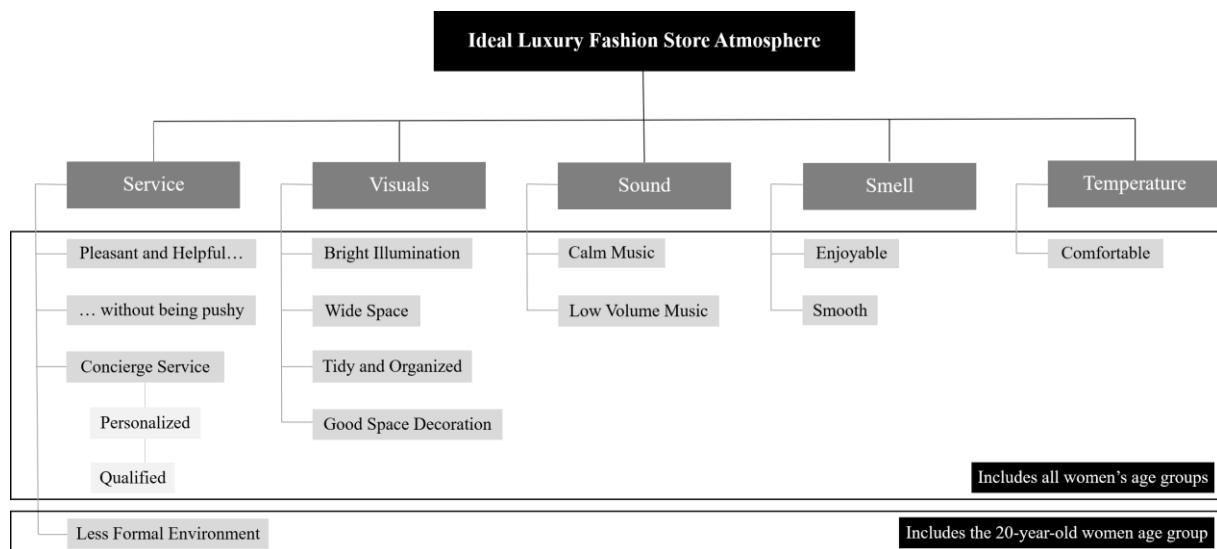 Ideal Luxury Fashion Store Atmosphere
Service
Visuals
Sound
Smell
Temperature
Pleasant and Helpful…
Bright Illumination
Calm Music
Enjoyable
Comfortable
… without being pushy
Wide Space
Low Volume Music
Smooth
Concierge Service
Tidy and Organized
Personalized
Good Space Decoration
Qualified
Includes all women’s age groups
Less Formal Environment
Includes the 20-year-old women age group